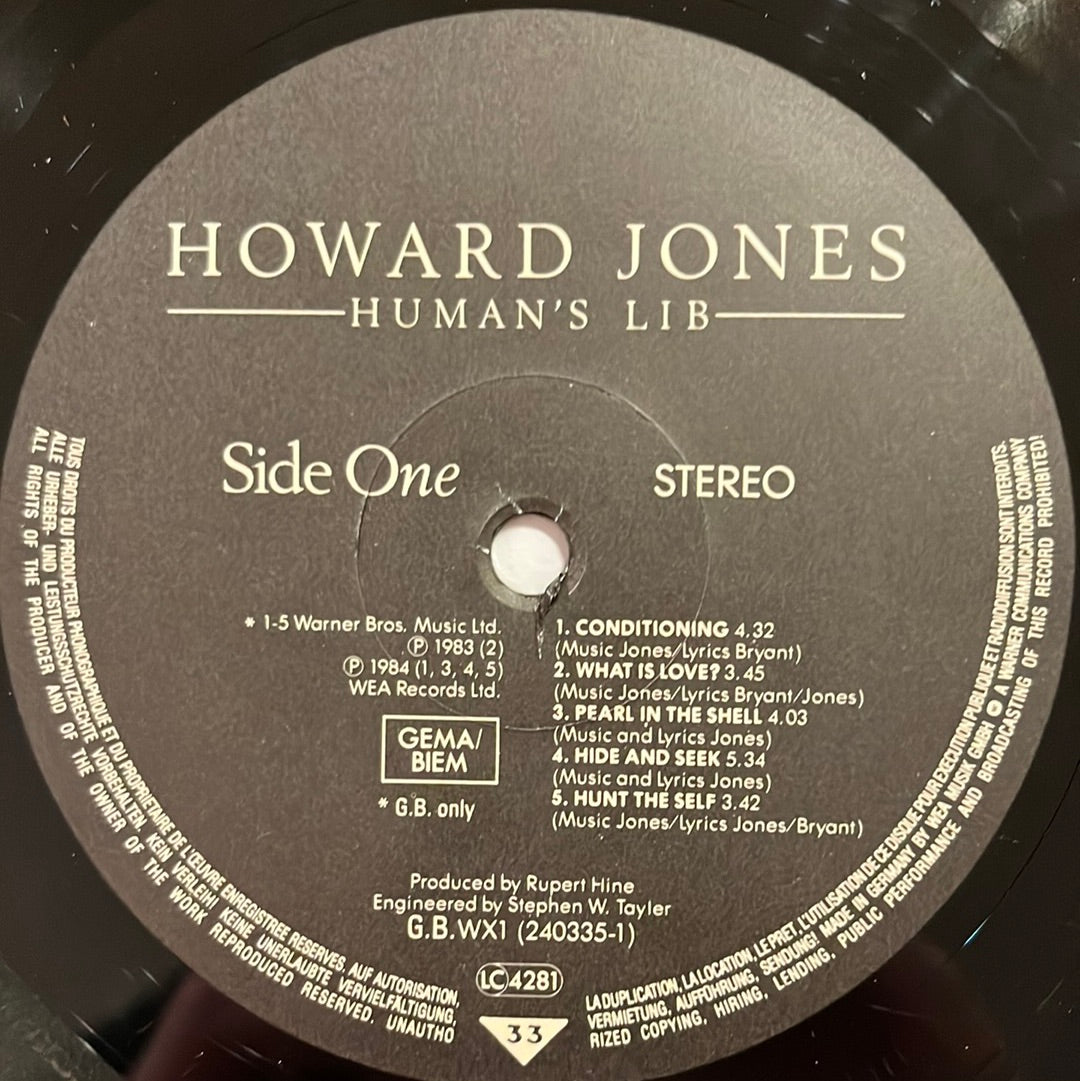 HOWARD JONES
HUMAN'S LIB
Side One
STEREO
* 1-5 Warner Bros. Music Ltd.
Ⓟ 1983 (2)
Ⓟ 1984 (1, 3, 4, 5)
WEA Records Ltd.
GEMA/
BIEM
* G.B. only
1. CONDITIONING 4.32
(Music Jones/Lyrics Bryant)
2. WHAT IS LOVE? 3.45
(Music Jones/Lyrics Bryant/Jones)
3. PEARL IN THE SHELL 4.03
(Music and Lyrics Jones)
4. HIDE AND SEEK 5.34
(Music and Lyrics Jones)
5. HUNT THE SELF 3.42
(Music Jones/Lyrics Jones/Bryant)
Produced by Rupert Hine
Engineered by Stephen W. Tayler
G.B. WX1 (240335-1)
LC 4281
33
TOUS DROITS DU PRODUCTEUR PHONOGRAPHIQUE ET DU PROPRIETAIRE DE L'ŒUVRE ENREGISTREE RESERVES, AUF AUTORISATION,
LA DUPLICATION, LA LOCATION, LE PRET, L'UTILISATION DE CE DISQUE POUR EXECUTION PUBLIQUE ET RADIODIFFUSION SONT INTERDITS.
ALLE URHEBER- UND LEISTUNGSSCHUTZRECHTE VORBEHALTEN. KEIN VERLEIH! KEINE UNERLAUBTE VERVIELFÄLTIGUNG,
VERMIETUNG, AUFFÜHRUNG, SENDUNG! MADE IN GERMANY BY WEA MUSIK GMBH A WARNER COMMUNICATIONS COMPANY
ALL RIGHTS OF THE PRODUCER AND OF THE OWNER OF THE WORK REPRODUCED RESERVED. UNAUTHO
RIZED COPYING, HIRING, LENDING, PUBLIC PERFORMANCE AND BROADCASTING OF THIS RECORD PROHIBITED!